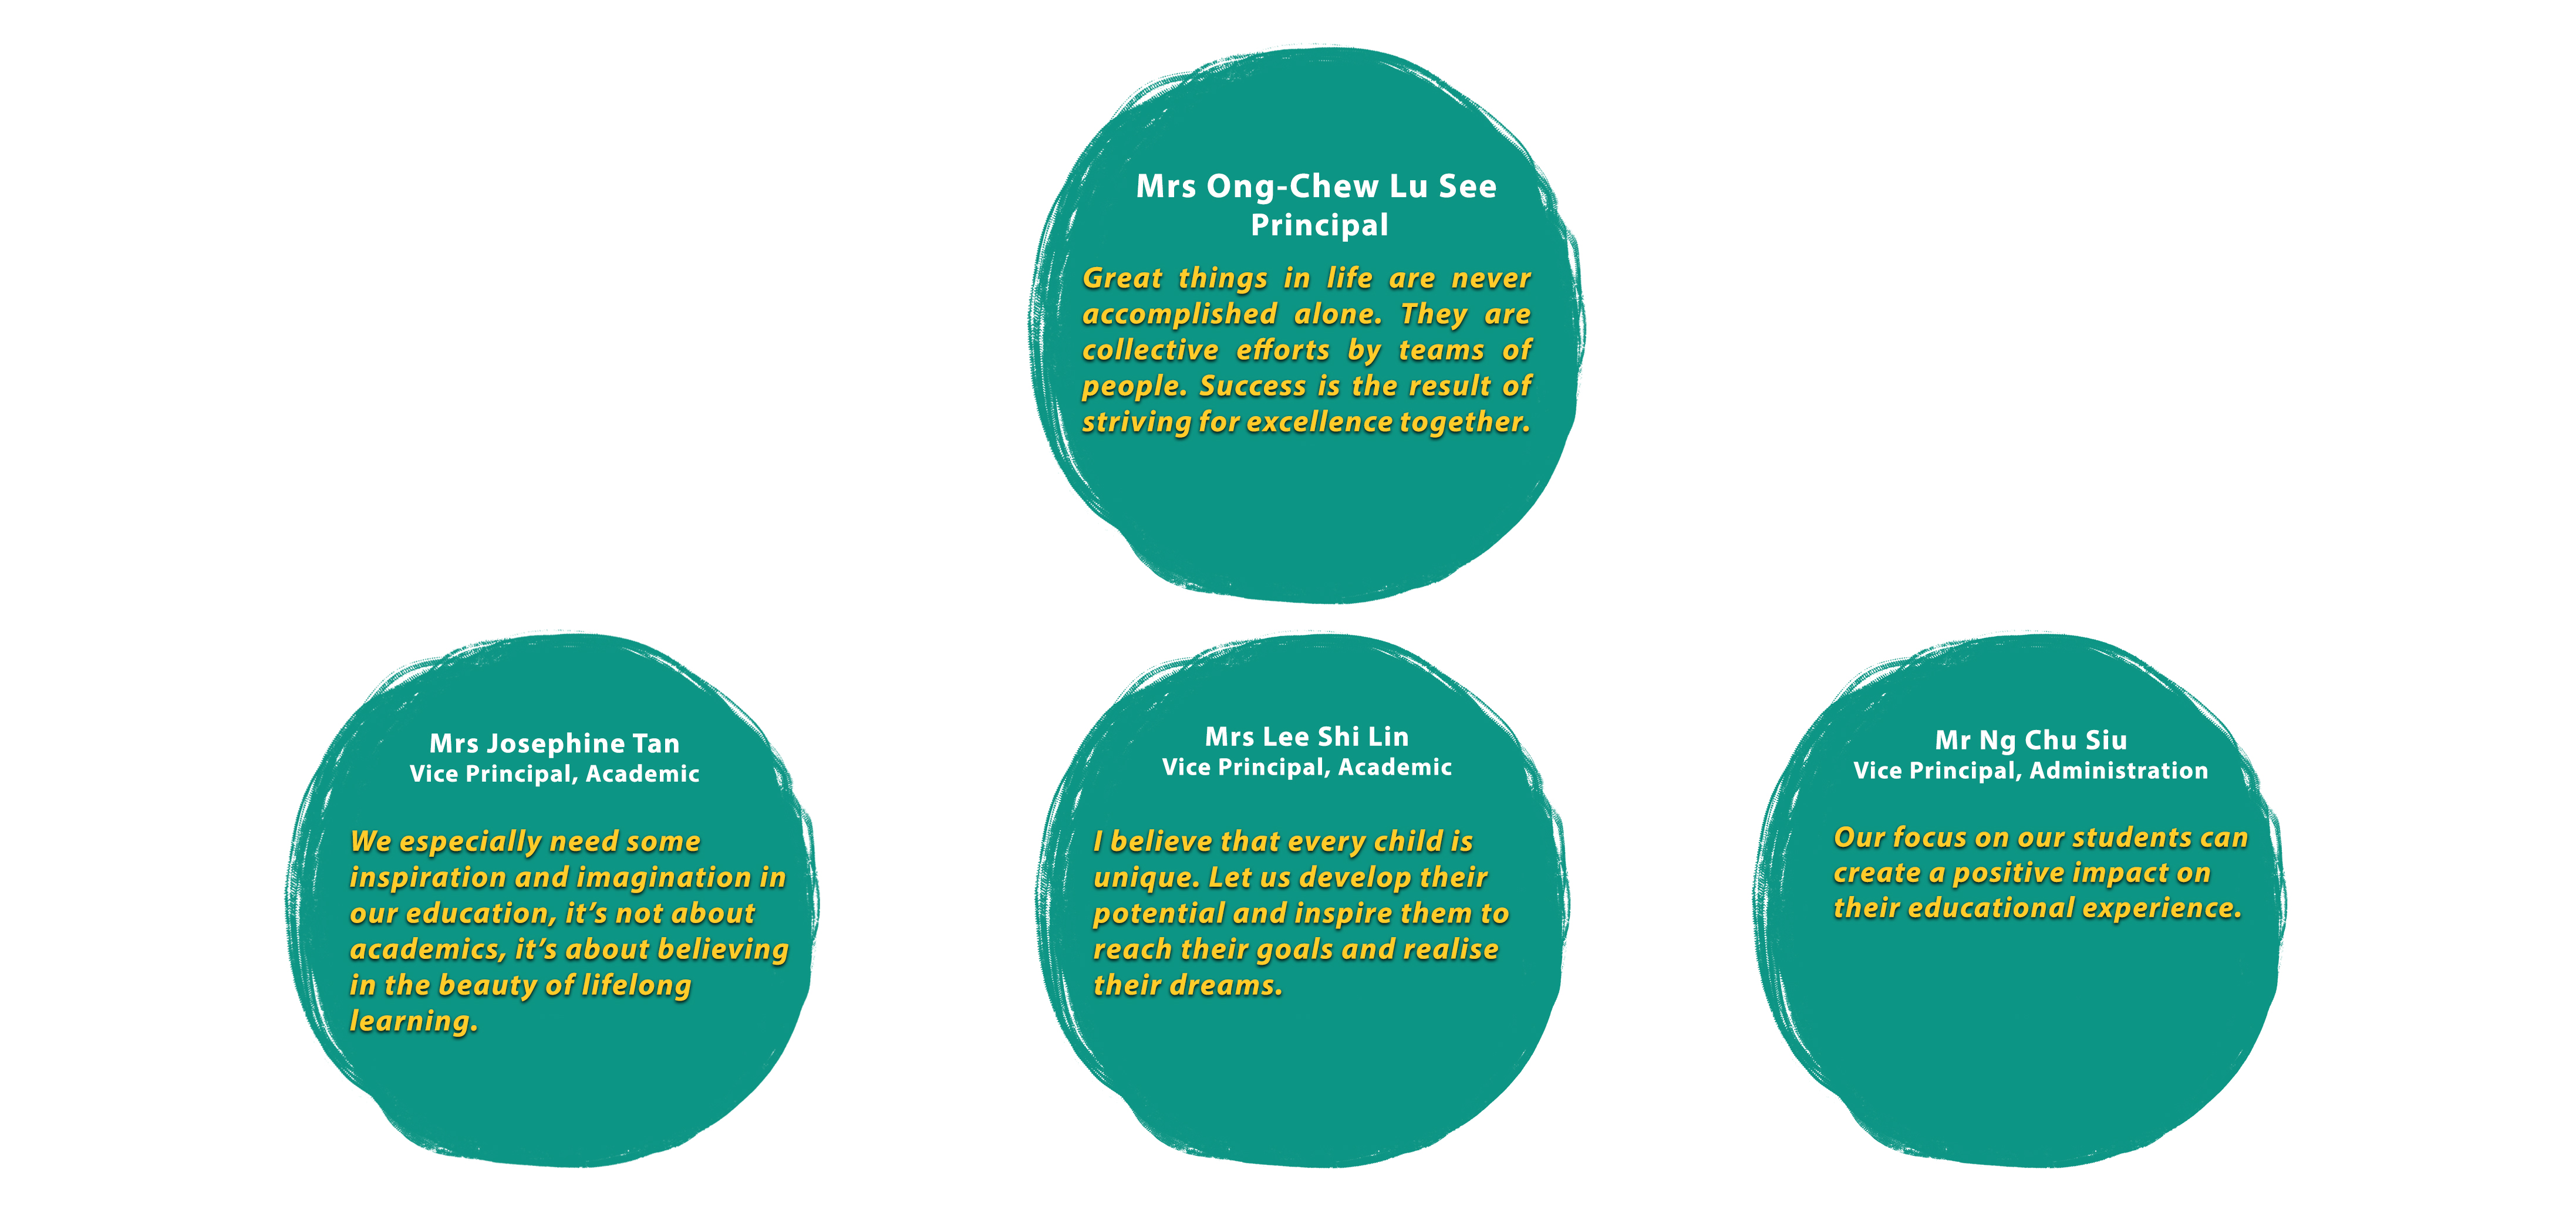 Mrs Ong-Chew Lu See
Principal
Great things in life are never
accomplished alone. They are
collective efforts by teams of
people. Success is the result of
striving for excellence together.
Mrs Josephine Tan
Vice Principal, Academic
We especially need some
inspiration and imagination in
our education, it’s not about
academics, it’s about believing
in the beauty of lifelong
learning.
Mrs Lee Shi Lin
Vice Principal, Academic
I believe that every child is
unique. Let us develop their
potential and inspire them to
reach their goals and realise
their dreams.
Mr Ng Chu Siu
Vice Principal, Administration
Our focus on our students can
create a positive impact on
their educational experience.